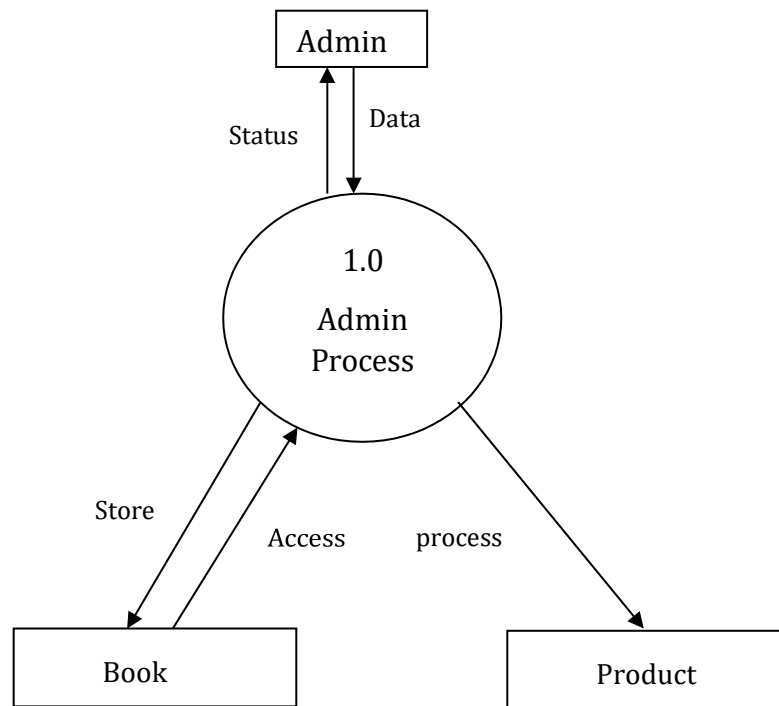 Admin
Data
Status
1.0
Admin
Process
Store
Access
process
Book
Product